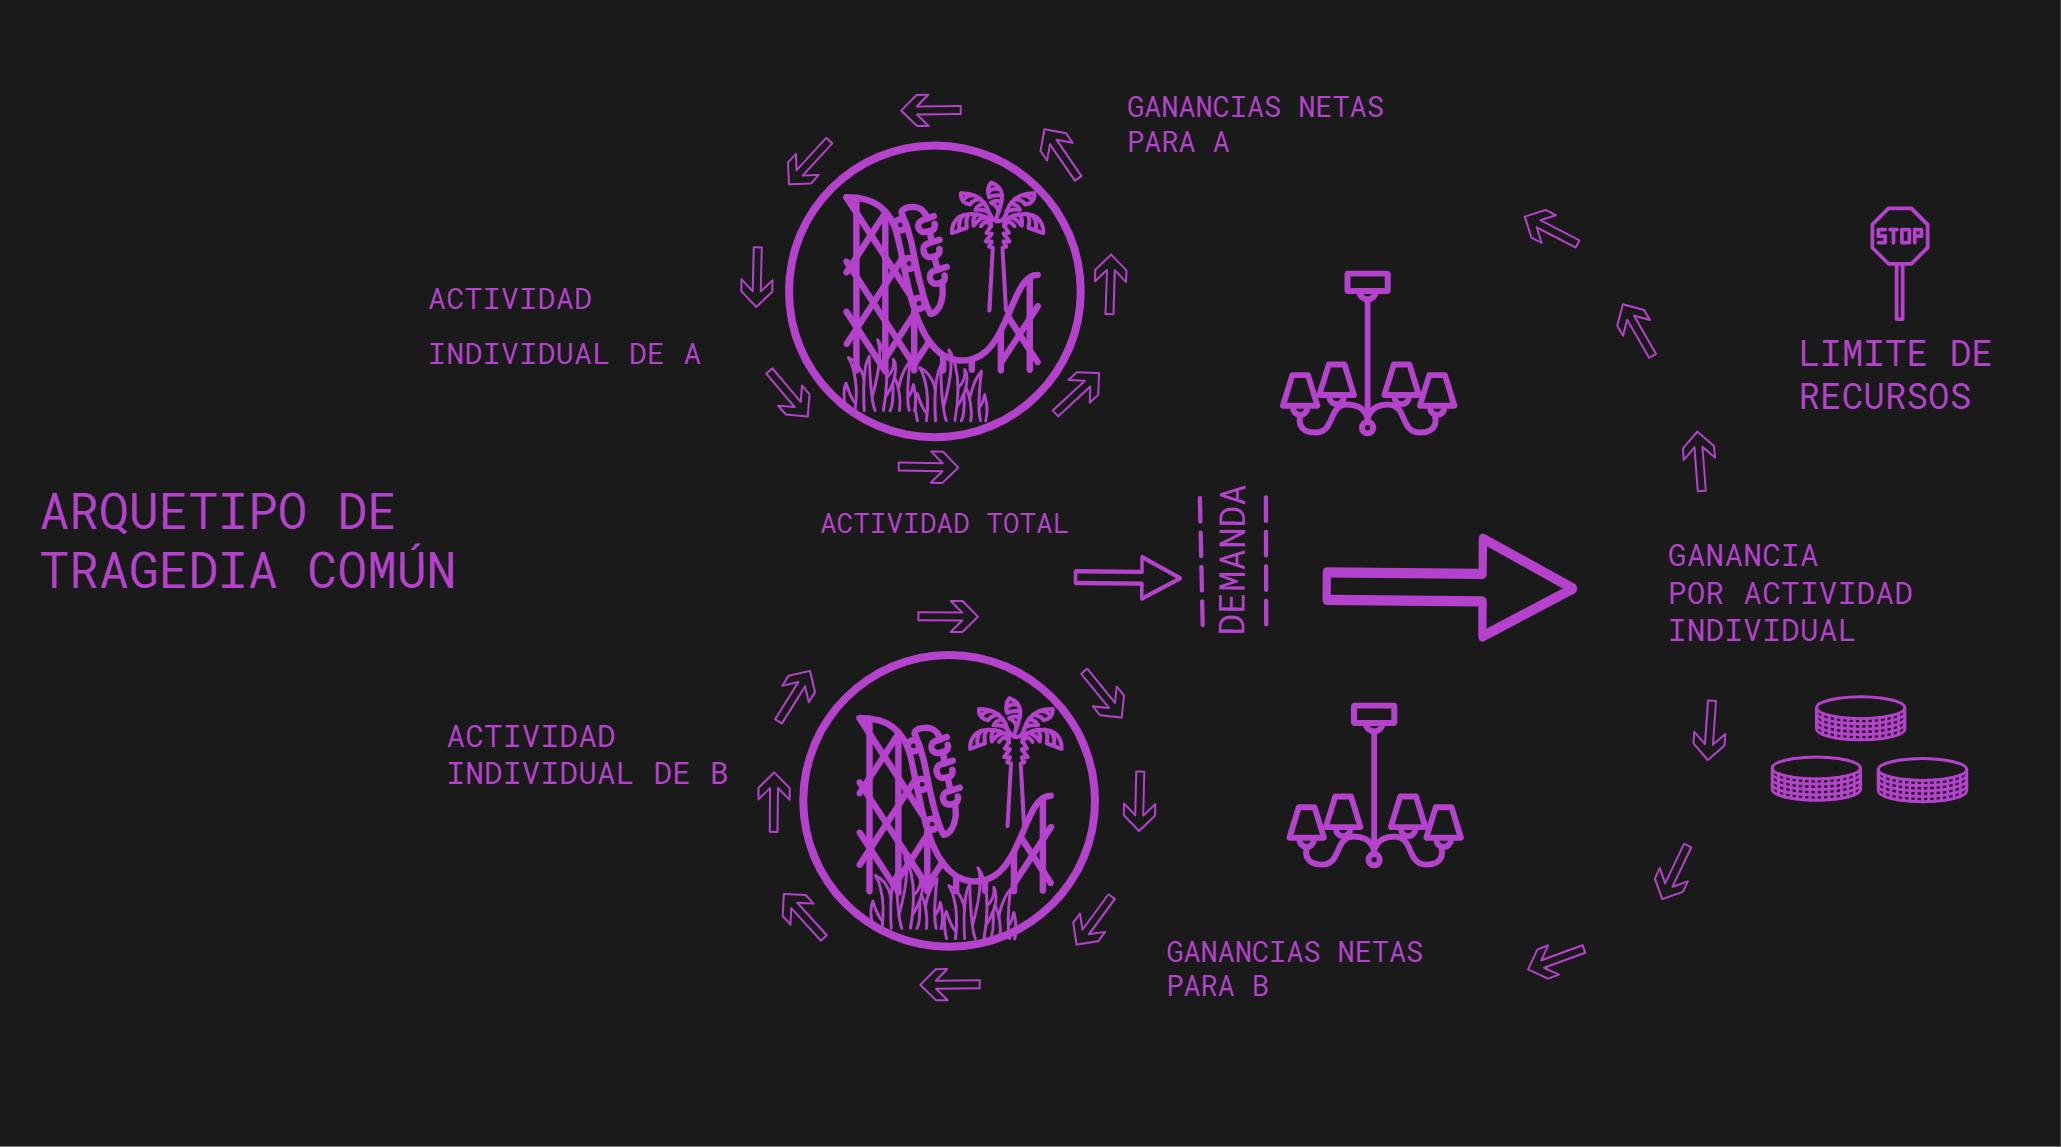 GANANCIAS NETAS
PARA A
STOP
ACTIVIDAD
INDIVIDUAL DE A
LIMITE DE
RECURSOS
ARQUETIPO DE
TRAGEDIA COMÚN
ACTIVIDAD TOTAL
DEMANDA
GANANCIA
POR ACTIVIDAD
INDIVIDUAL
ACTIVIDAD
INDIVIDUAL DE B
GANANCIAS NETAS
PARA B